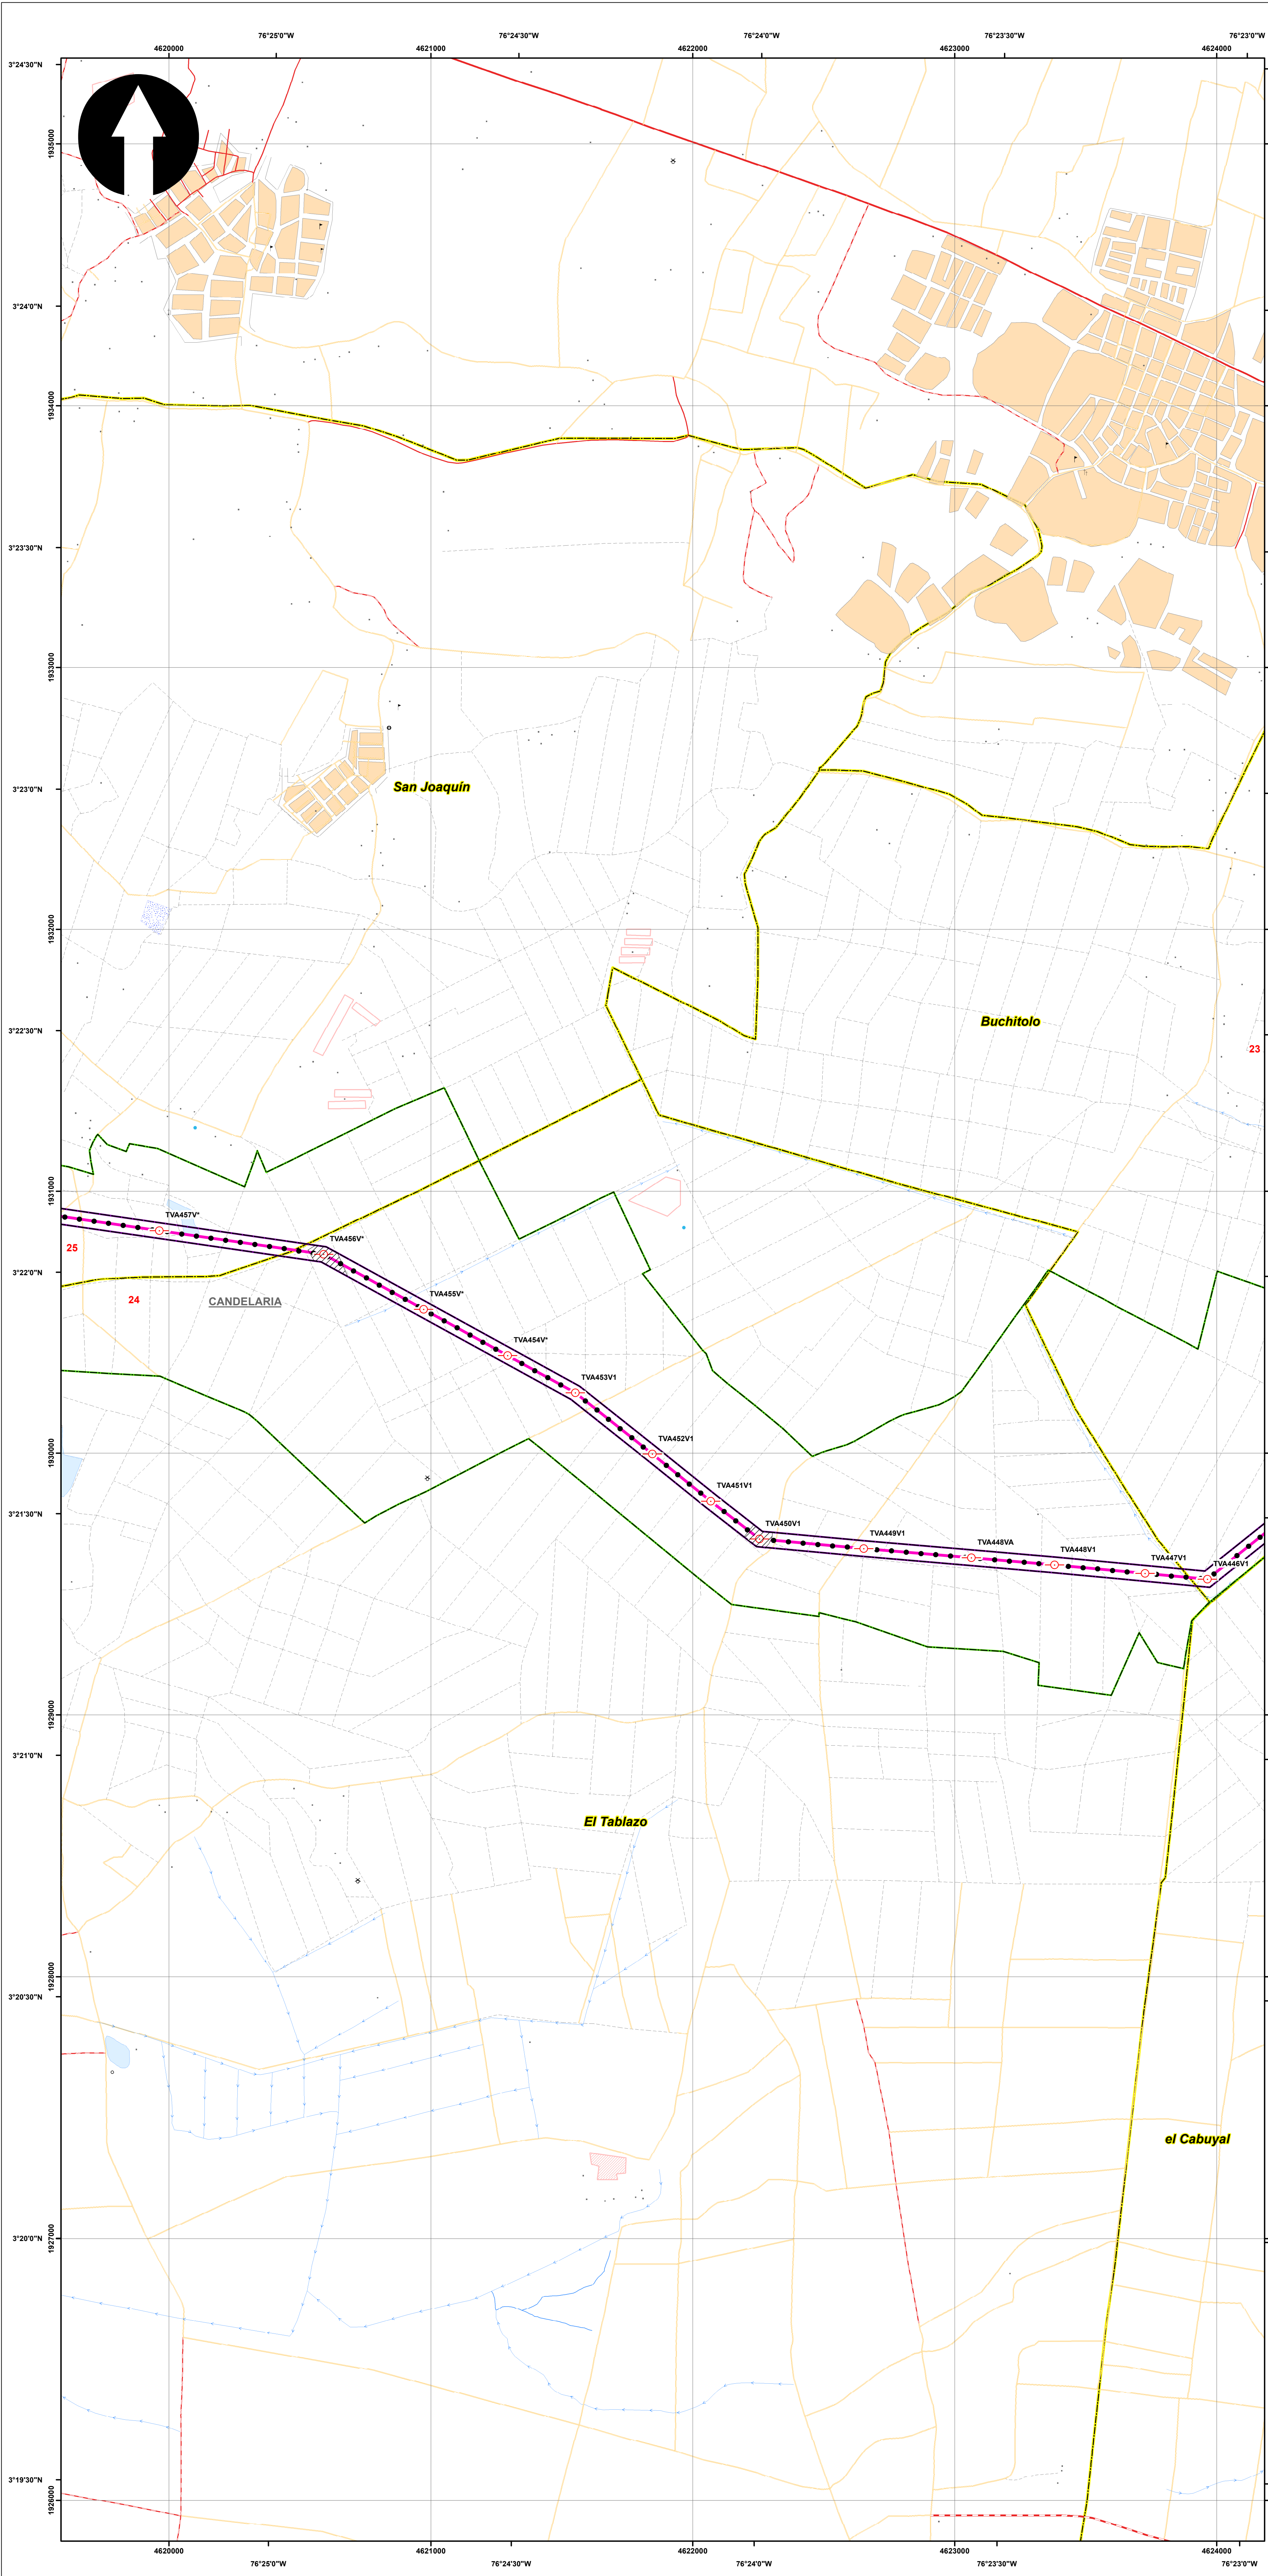 76°25'0"W 76°24'30"W 76°24'0"W 76°23'30"W 76°23'0"W
4620000 4621000 4622000 4623000 4624000
3°24'30"N
1935000
3°24'0"N
1934000
3°23'30"N
1933000
San Joaquín
3°23'0"N
1932000
Buchitolo
3°22'30"N
23
1931000
TVA457V*
TVA456V*
25
3°22'0"N
24
CANDELARIA
TVA455V*
TVA454V*
TVA453V1
TVA452V1
1930000
TVA451V1
3°21'30"N
TVA450V1
TVA449V1
TVA448VA
TVA448V1
TVA447V1
TVA446V1
1929000
3°21'0"N
El Tablazo
1928000
3°20'30"N
el Cabuyal
1927000
3°20'0"N
3°19'30"N
1926000
4620000 4621000 4622000 4623000 4624000
76°25'0"W 76°24'30"W 76°24'0"W 76°23'30"W 76°23'0"W